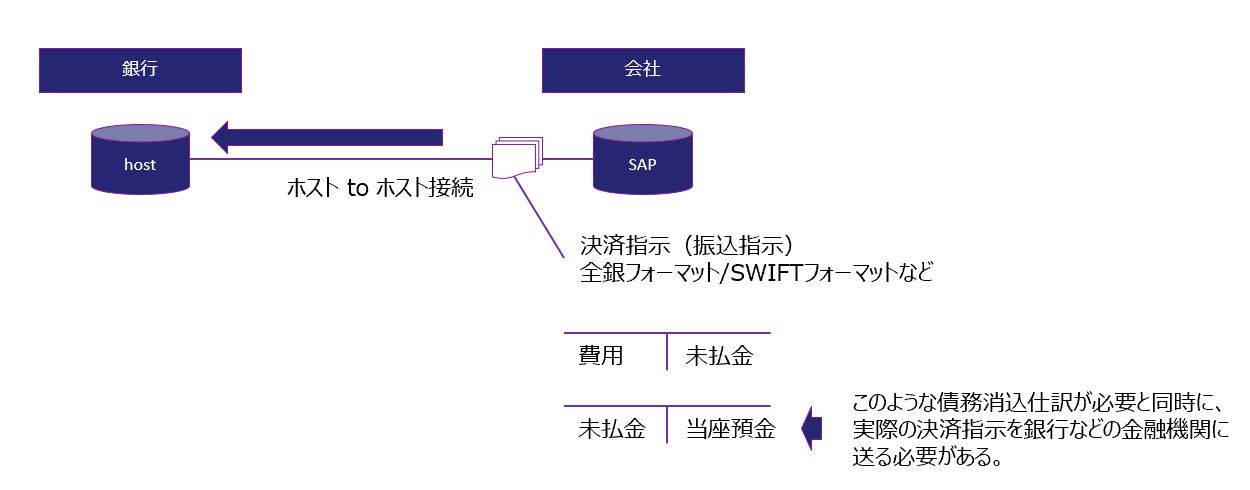 銀行
会社
host
SAP
ホスト to ホスト接続
決済指示（振込指示）
全銀フォーマット/SWIFTフォーマットなど
費用
未払金
未払金
当座預金
このような債務消込仕訳が必要と同時に、
実際の決済指示を銀行などの金融機関に
送る必要がある。